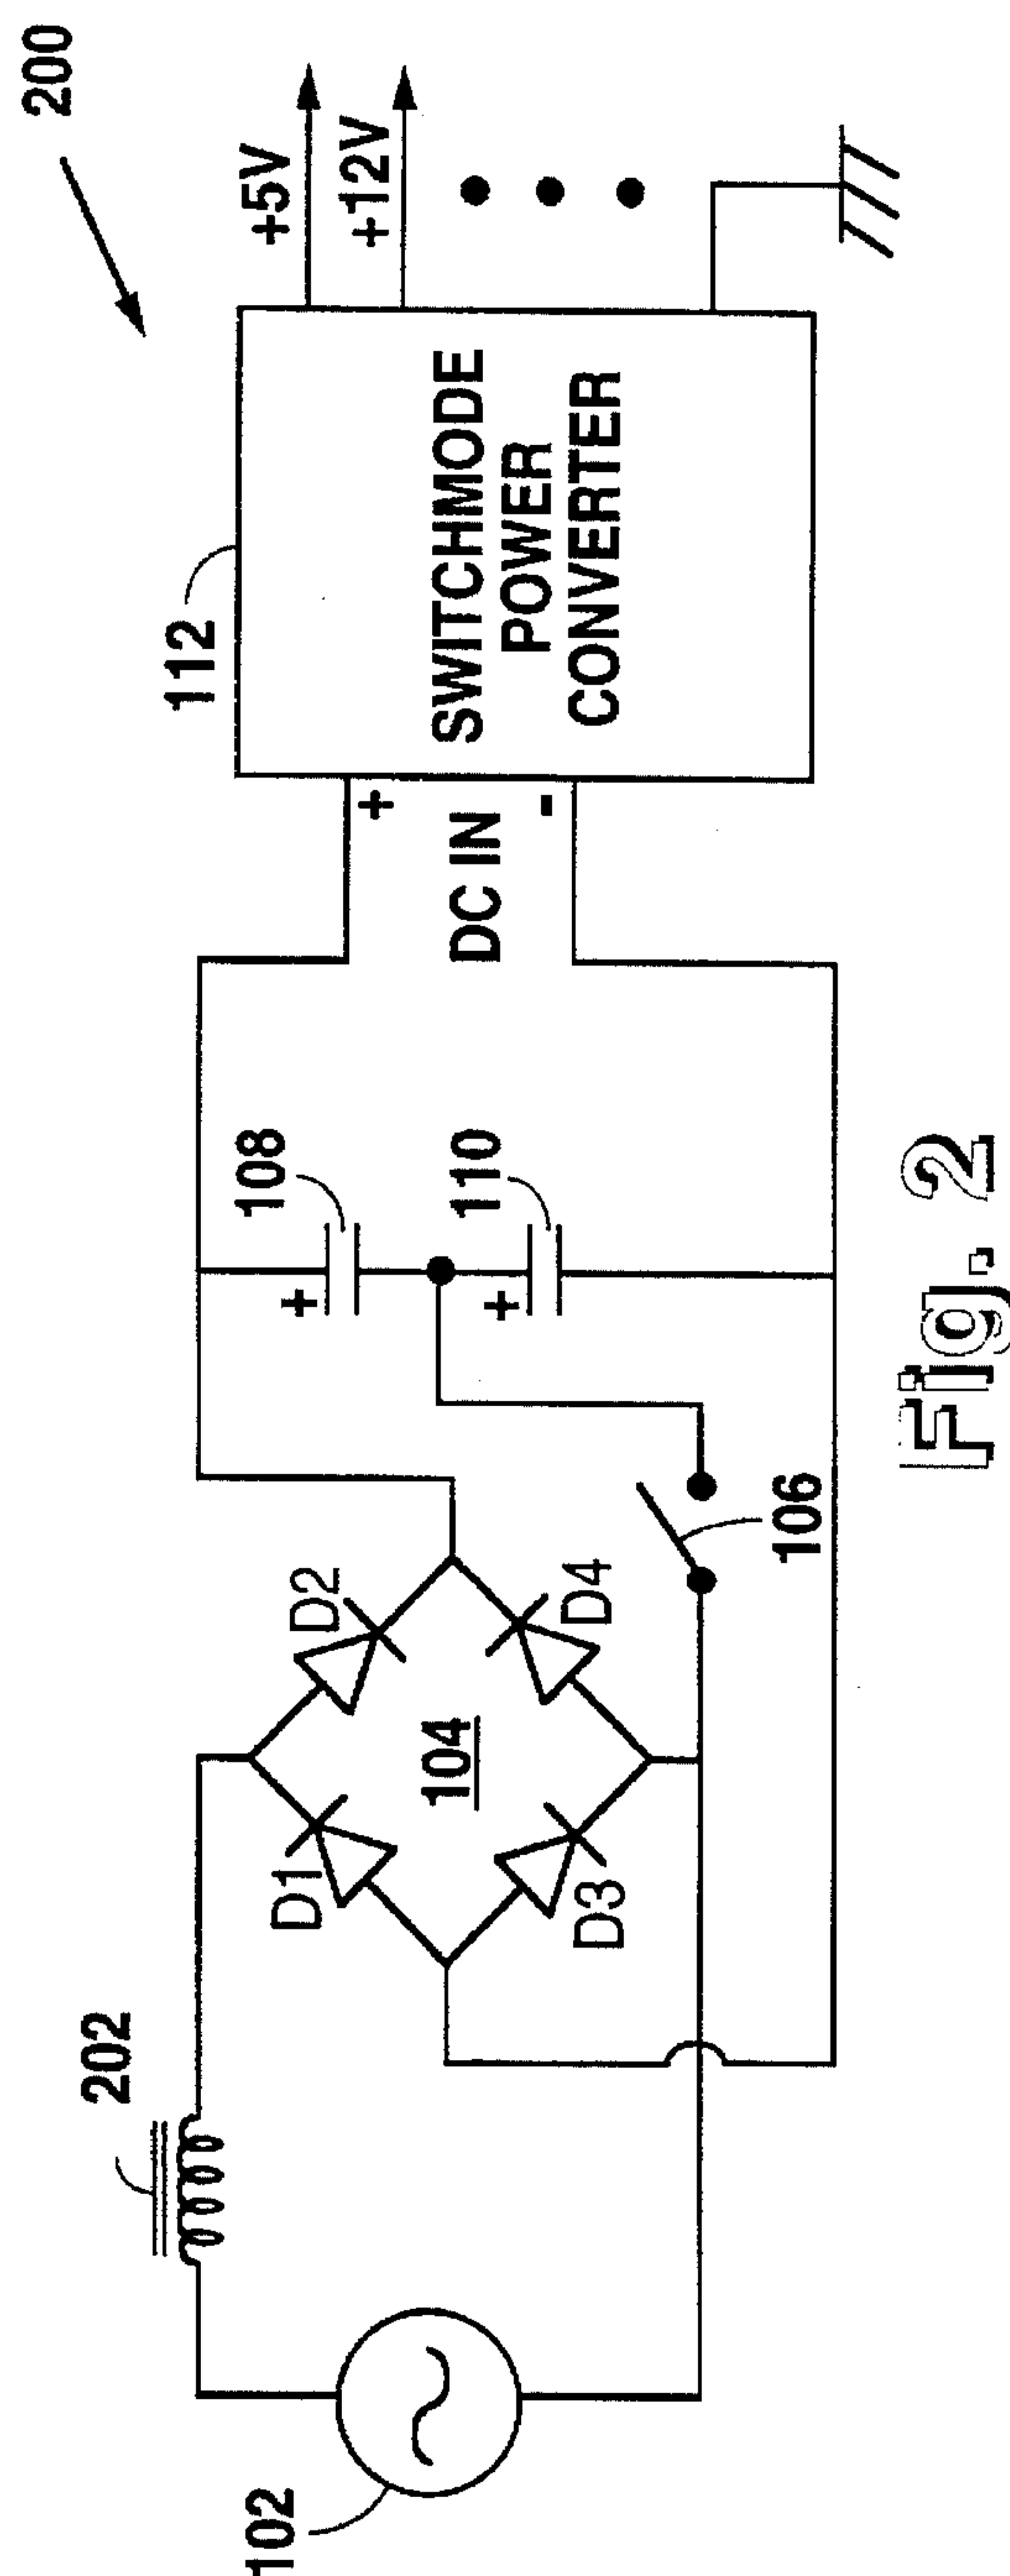 200
202
112
+5V
+12V
SWITCHMODE
POWER
CONVERTER
+
DC IN
-
108
+
110
+
D1
D2
104
D3
D4
106
102
Fig. 2